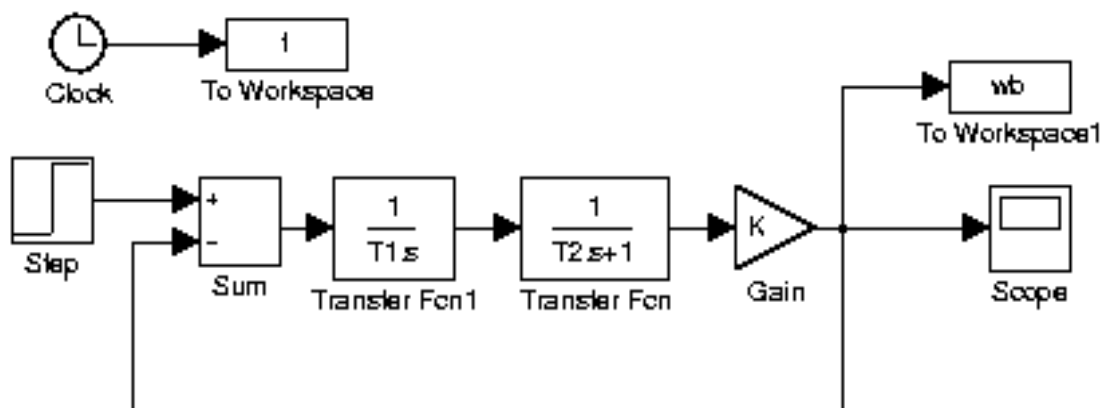 t
Clock
To Workspace
wb
To Workspace1
Step
+
−
Sum
1
T1.s
Transfer Fcn1
1
T2.s+1
Transfer Fcn
K
Gain
Scope